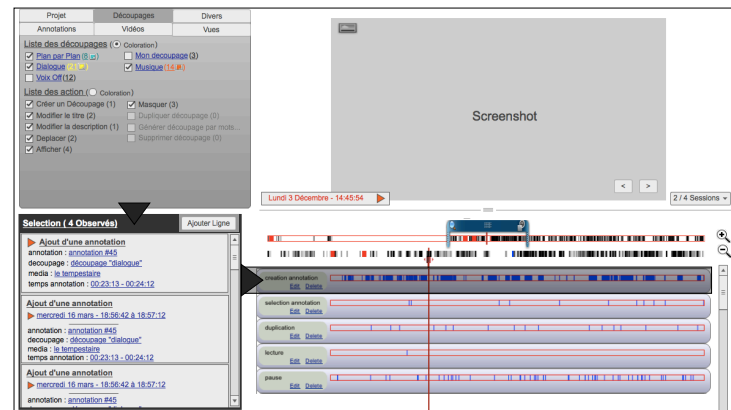 Projet Découpages Divers
Annotations Vidéos Vues
Liste des découpages ( Coloration )
Plan par Plan (8) Mon decoupage (3)
Dialogue (21) Musique (14)
Voix Off (12)
Liste des action ( Coloration )
Créer un Découpage (1) Masquer (3)
Modifier le titre (2) Dupliquer découpage (0)
Modifier la description (1) Générer découpage par mots...
Deplacer (2) Supprimer découpage (0)
Afficher (4)
Screenshot
< >
Lundi 3 Décembre - 14:45:54
2 / 4 Sessions
Selection ( 4 Observés)
Ajouter Ligne
Ajout d'une annotation
annotation : annotation #45
decoupage : découpage "dialogue"
media : le tempestaire
temps annotation : 00:23:13 - 00:24:12
Ajout d'une annotation
mercredi 16 mars - 18:56:42 à 18:57:12
annotation : annotation #45
decoupage : découpage "dialogue"
media : le tempestaire
temps annotation : 00:23:13 - 00:24:12
Ajout d'une annotation
mercredi 16 mars - 18:56:42 à 18:57:12
annotation : annotation #45
creation annotation
Edit Delete
selection annotation
Edit Delete
duplication
Edit Delete
lecture
Edit Delete
pause
Edit Delete